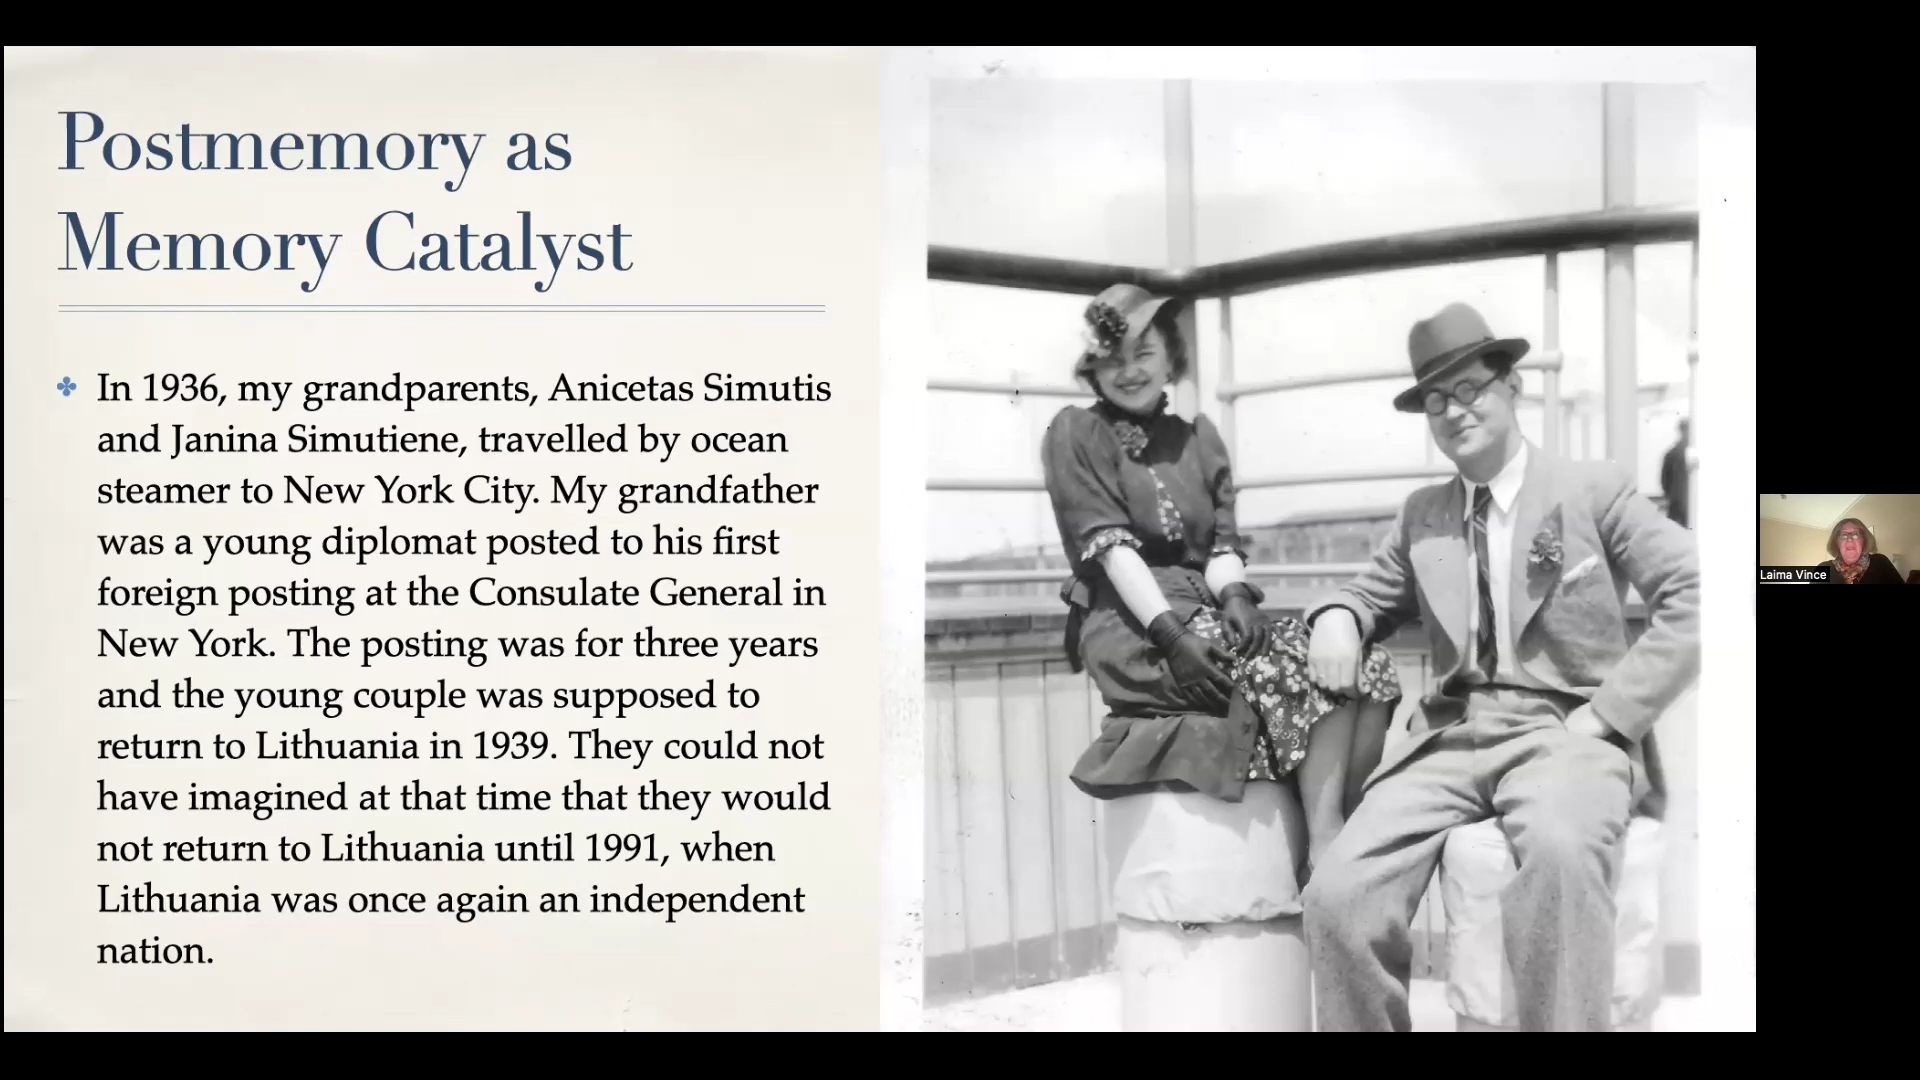 Postmemory as
Memory Catalyst
In 1936, my grandparents, Anicetas Simutis
and Janina Simutiene, travelled by ocean
steamer to New York City. My grandfather
was a young diplomat posted to his first
foreign posting at the Consulate General in
New York. The posting was for three years
and the young couple was supposed to
return to Lithuania in 1939. They could not
have imagined at that time that they would
not return to Lithuania until 1991, when
Lithuania was once again an independent
nation.
Laima Vince